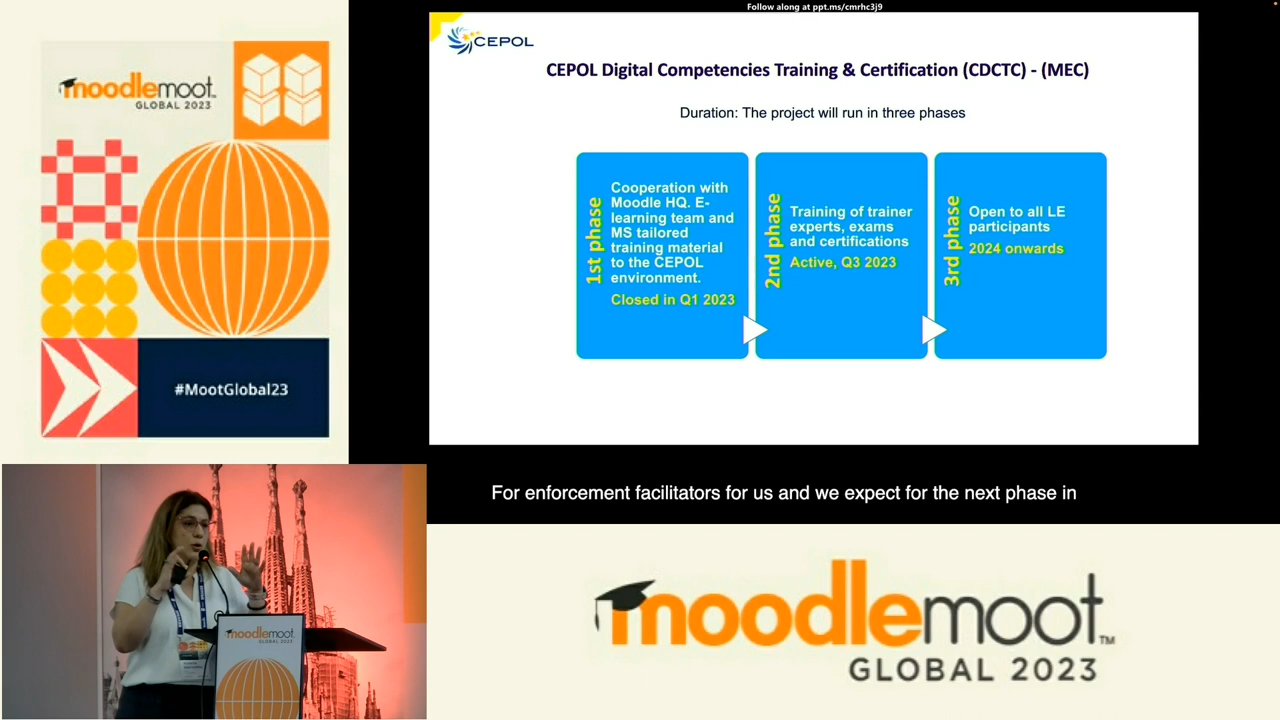 Follow along at ppt.ms/cmrhc3j9
moodlemoot
GLOBAL 2023
#MootGlobal23
CEPOL
CEPOL Digital Competencies Training & Certification (CDCTC) - (MEC)
Duration: The project will run in three phases
1st phase
Cooperation with
Moodle HQ. E-
learning team and
MS tailored
training material
to the CEPOL
environment.
Closed in Q1 2023
2nd phase
Training of trainer
experts, exams
and certifications
Active, Q3 2023
3rd phase
Open to all LE
participants
2024 onwards
For enforcement facilitators for us and we expect for the next phase in
moodlemoot
GLOBAL 2023
moodlemoot™
GLOBAL 2023